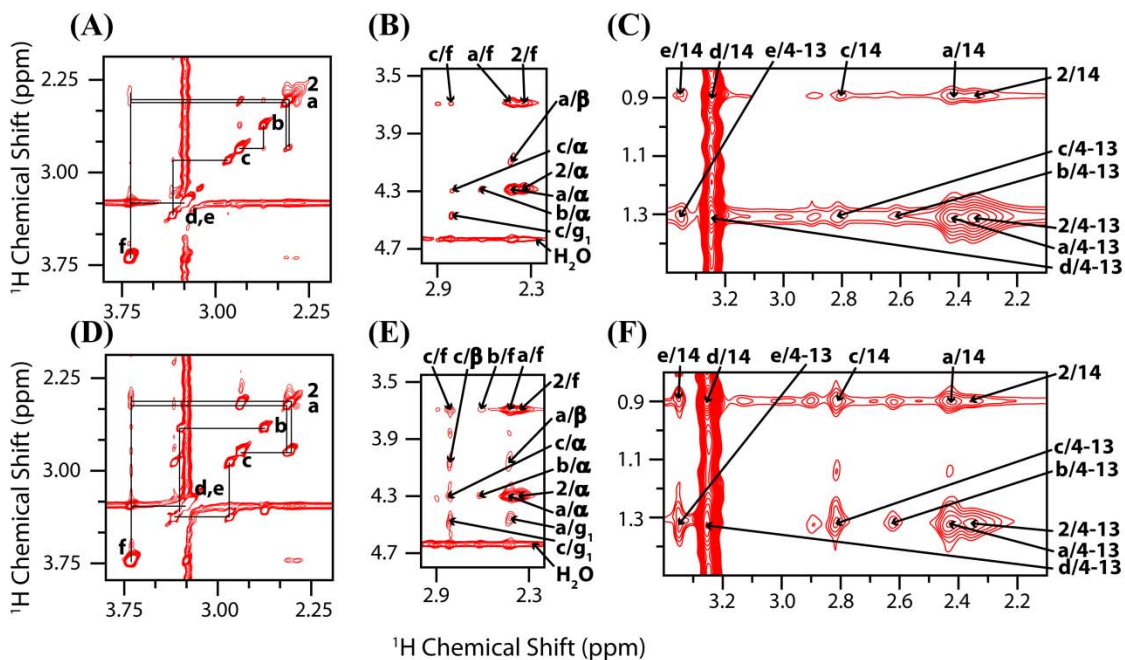 (A) (B) (C)
c/f a/f 2/f
e/14 d/14 e/4-13 c/14 a/14 2/14
¹H Chemical Shift (ppm)
2.25
3.00
3.75
2
a
b
c
d,e
f
3.75 3.00 2.25
3.5
3.9
4.3
4.7
a/β
c/α
2/α
a/α
b/α
c/g₁
H₂O
2.9 2.3
0.9
1.1
1.3
c/4-13
b/4-13
2/4-13
a/4-13
d/4-13
3.2 3.0 2.8 2.6 2.4 2.2
(D) (E) (F)
c/f c/β b/f a/f
e/14 d/14 e/4-13 c/14 a/14 2/14
¹H Chemical Shift (ppm)
2.25
3.00
3.75
2
a
b
c
d,e
f
3.75 3.00 2.25
3.5
3.9
4.3
4.7
2/f
a/β
c/α
b/α
2/α
a/α
a/g₁
c/g₁
H₂O
2.9 2.3
0.9
1.1
1.3
c/4-13
b/4-13
2/4-13
a/4-13
d/4-13
3.2 3.0 2.8 2.6 2.4 2.2
¹H Chemical Shift (ppm)